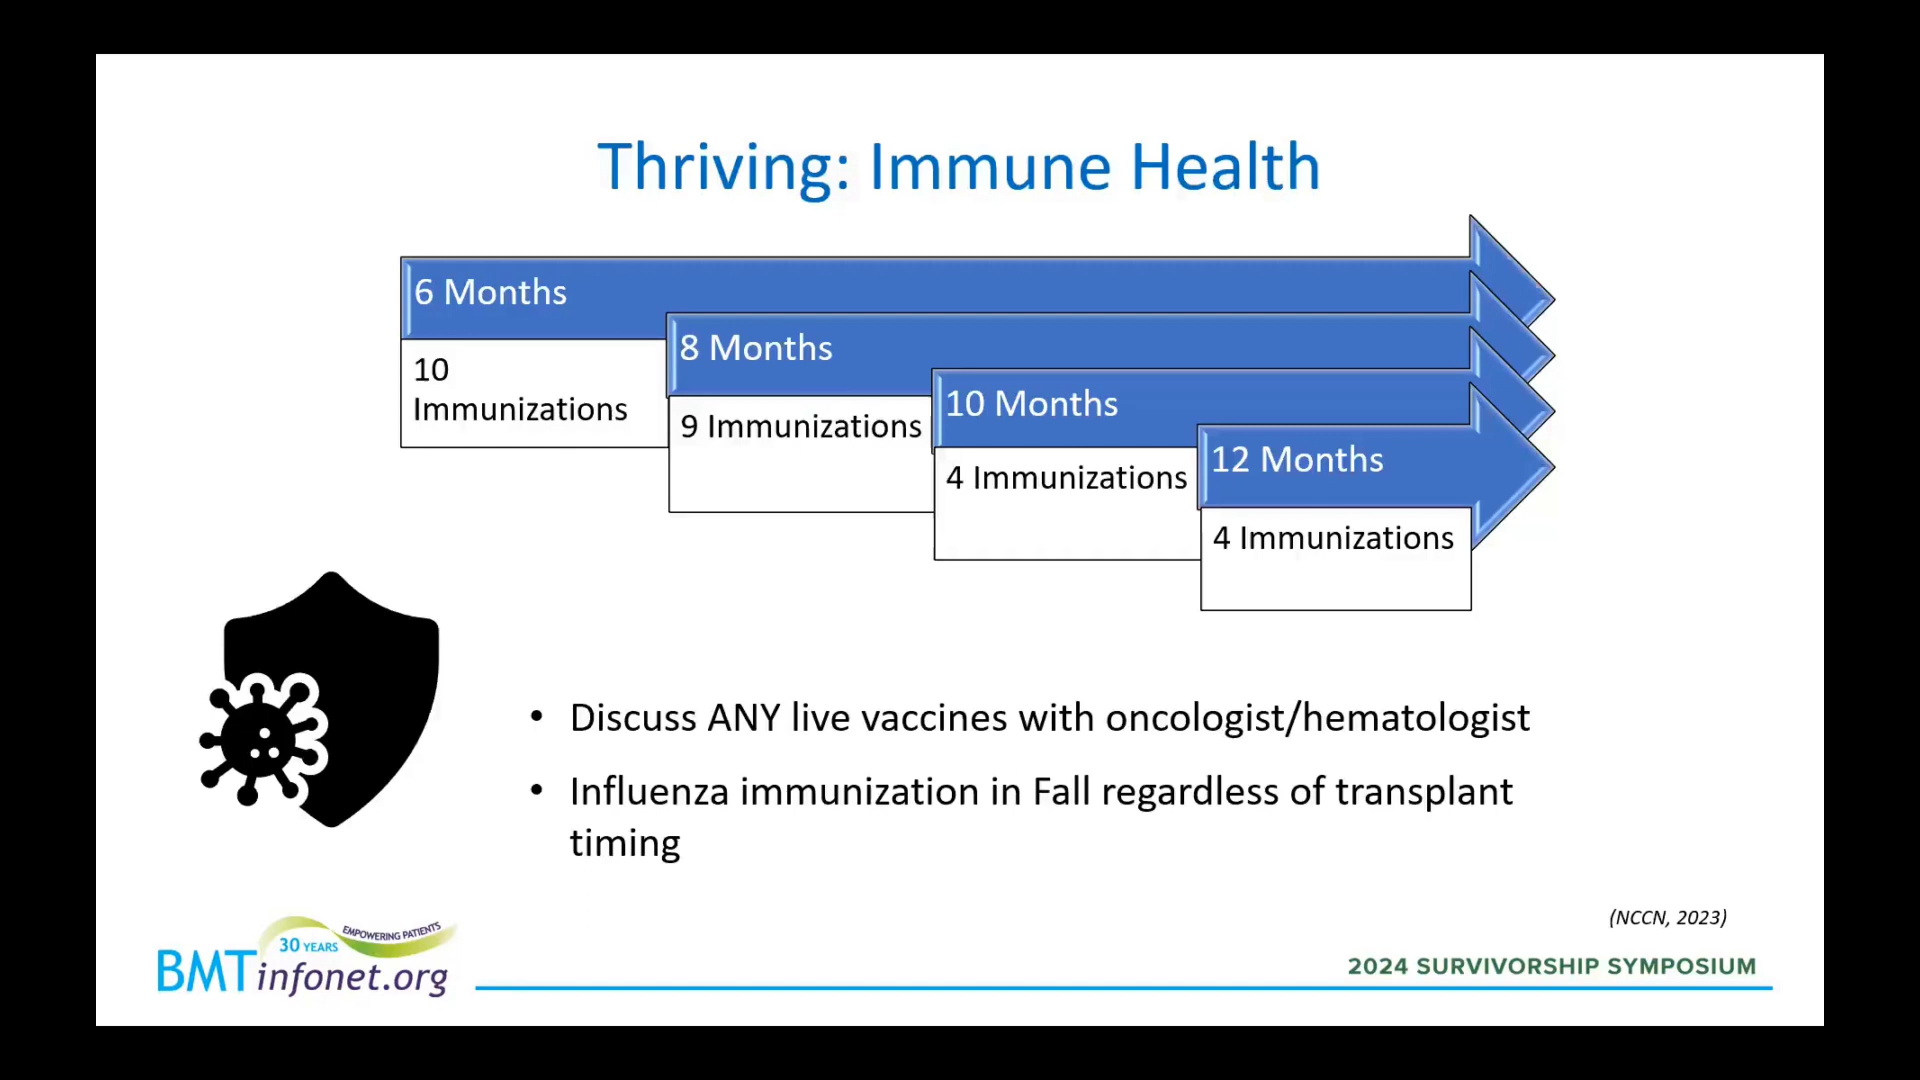 Thriving: Immune Health
6 Months
10
Immunizations
8 Months
9 Immunizations
10 Months
4 Immunizations
12 Months
4 Immunizations
• Discuss ANY live vaccines with oncologist/hematologist
• Influenza immunization in Fall regardless of transplant
timing
(NCCN, 2023)
30 YEARS
EMPOWERING PATIENTS
BMTinfonet.org
2024 SURVIVORSHIP SYMPOSIUM